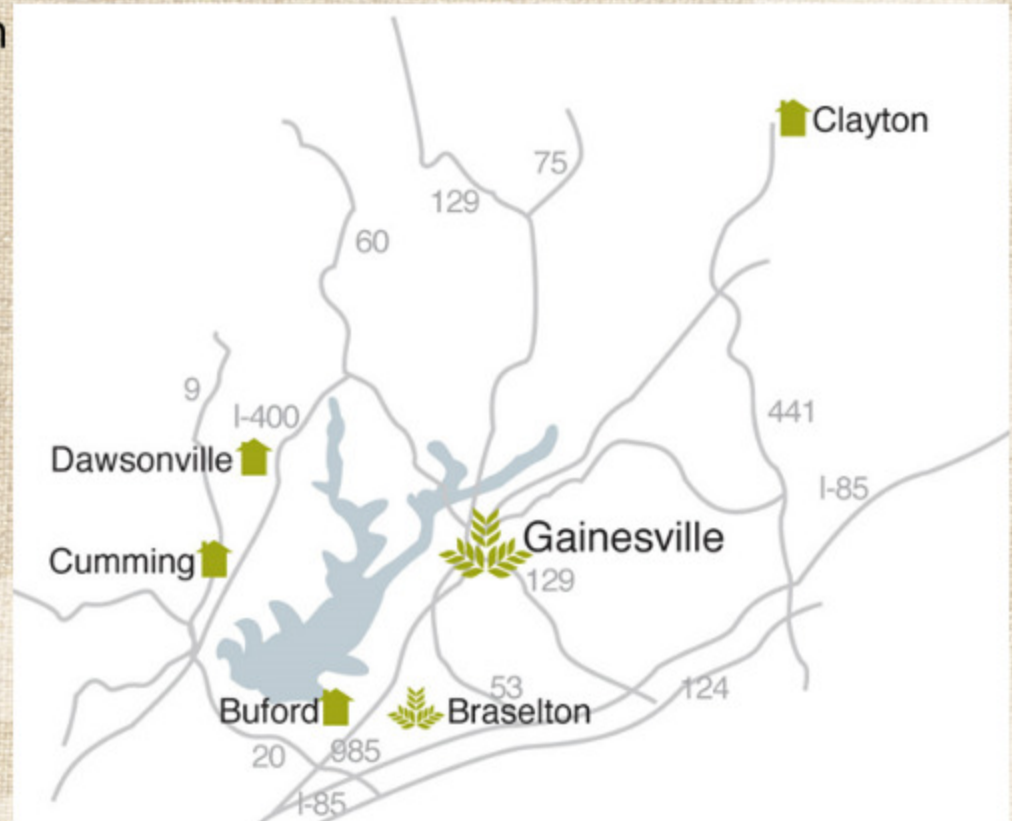 Clayton
75
129
60
9
I-400
441
Dawsonville
I-85
Gainesville
Cumming
129
53
124
Buford
Braselton
20
985
I-85